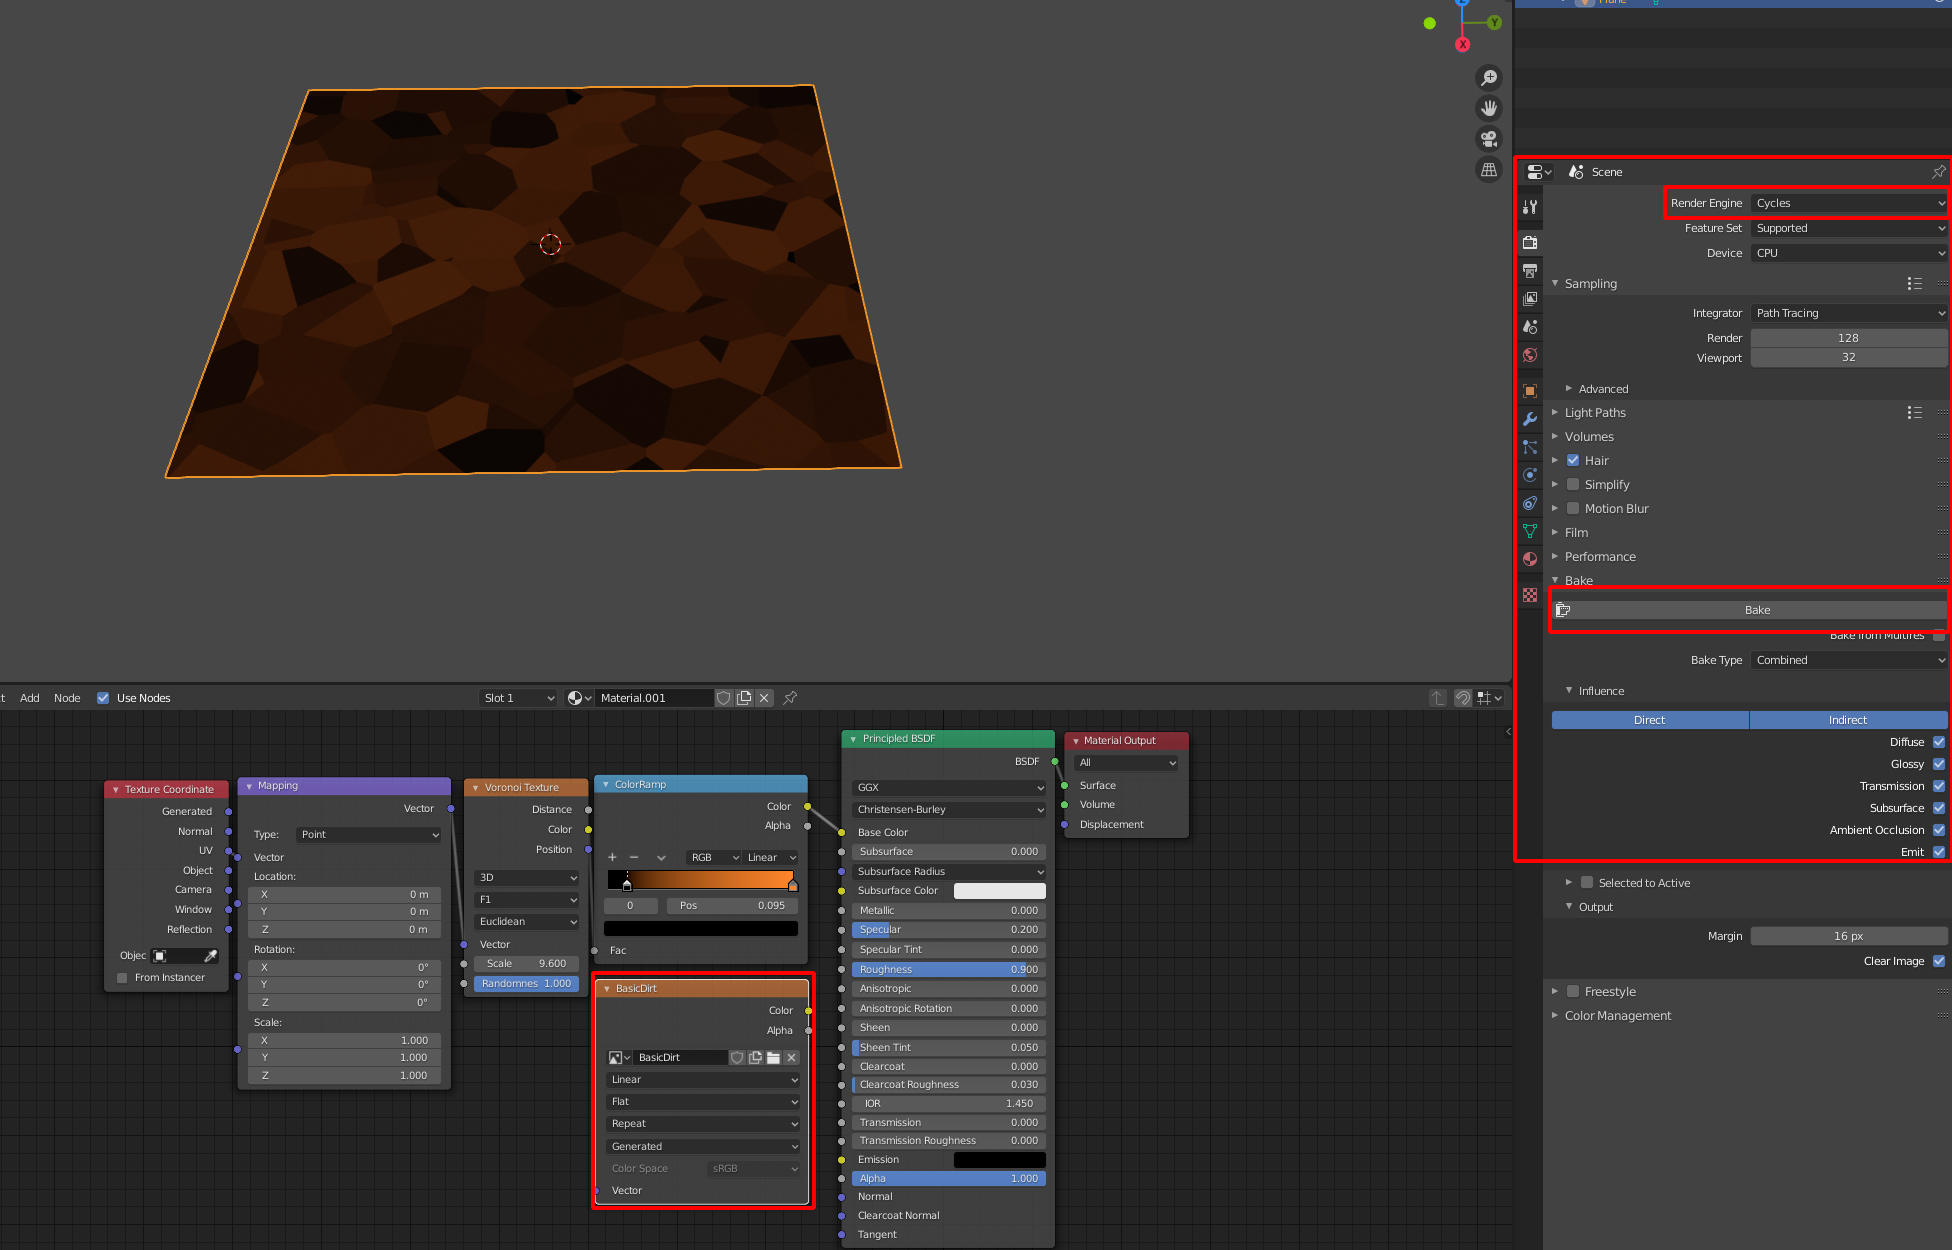 Plane
Y
X
Scene
Render Engine Cycles
Feature Set Supported
Device CPU
Sampling
Integrator Path Tracing
Render 128
Viewport 32
Advanced
Light Paths
Volumes
Hair
Simplify
Motion Blur
Film
Performance
Bake
Bake
Bake from Multires
Bake Type Combined
Influence
Direct Indirect
Diffuse
Glossy
Transmission
Subsurface
Ambient Occlusion
Emit
Selected to Active
Output
Margin 16 px
Clear Image
Freestyle
Color Management
t Add Node Use Nodes Slot 1 Material.001
Texture Coordinate
Generated
Normal
UV
Object
Camera
Window
Reflection
Objec
From Instancer
Mapping
Vector
Type: Point
Vector
Location:
X 0 m
Y 0 m
Z 0 m
Rotation:
X 0°
Y 0°
Z 0°
Scale:
X 1.000
Y 1.000
Z 1.000
Voronoi Texture
Distance
Color
Position
3D
F1
Euclidean
Vector
Scale 9.600
Randomnes 1.000
ColorRamp
Color
Alpha
RGB Linear
0 Pos 0.095
Fac
BasicDirt
Color
Alpha
BasicDirt
Linear
Flat
Repeat
Generated
Color Space sRGB
Vector
Principled BSDF
BSDF
GGX
Christensen-Burley
Base Color
Subsurface 0.000
Subsurface Radius
Subsurface Color
Metallic 0.000
Specular 0.200
Specular Tint 0.000
Roughness 0.900
Anisotropic 0.000
Anisotropic Rotation 0.000
Sheen 0.000
Sheen Tint 0.050
Clearcoat 0.000
Clearcoat Roughness 0.030
IOR 1.450
Transmission 0.000
Transmission Roughness 0.000
Emission
Alpha 1.000
Normal
Clearcoat Normal
Tangent
Material Output
All
Surface
Volume
Displacement